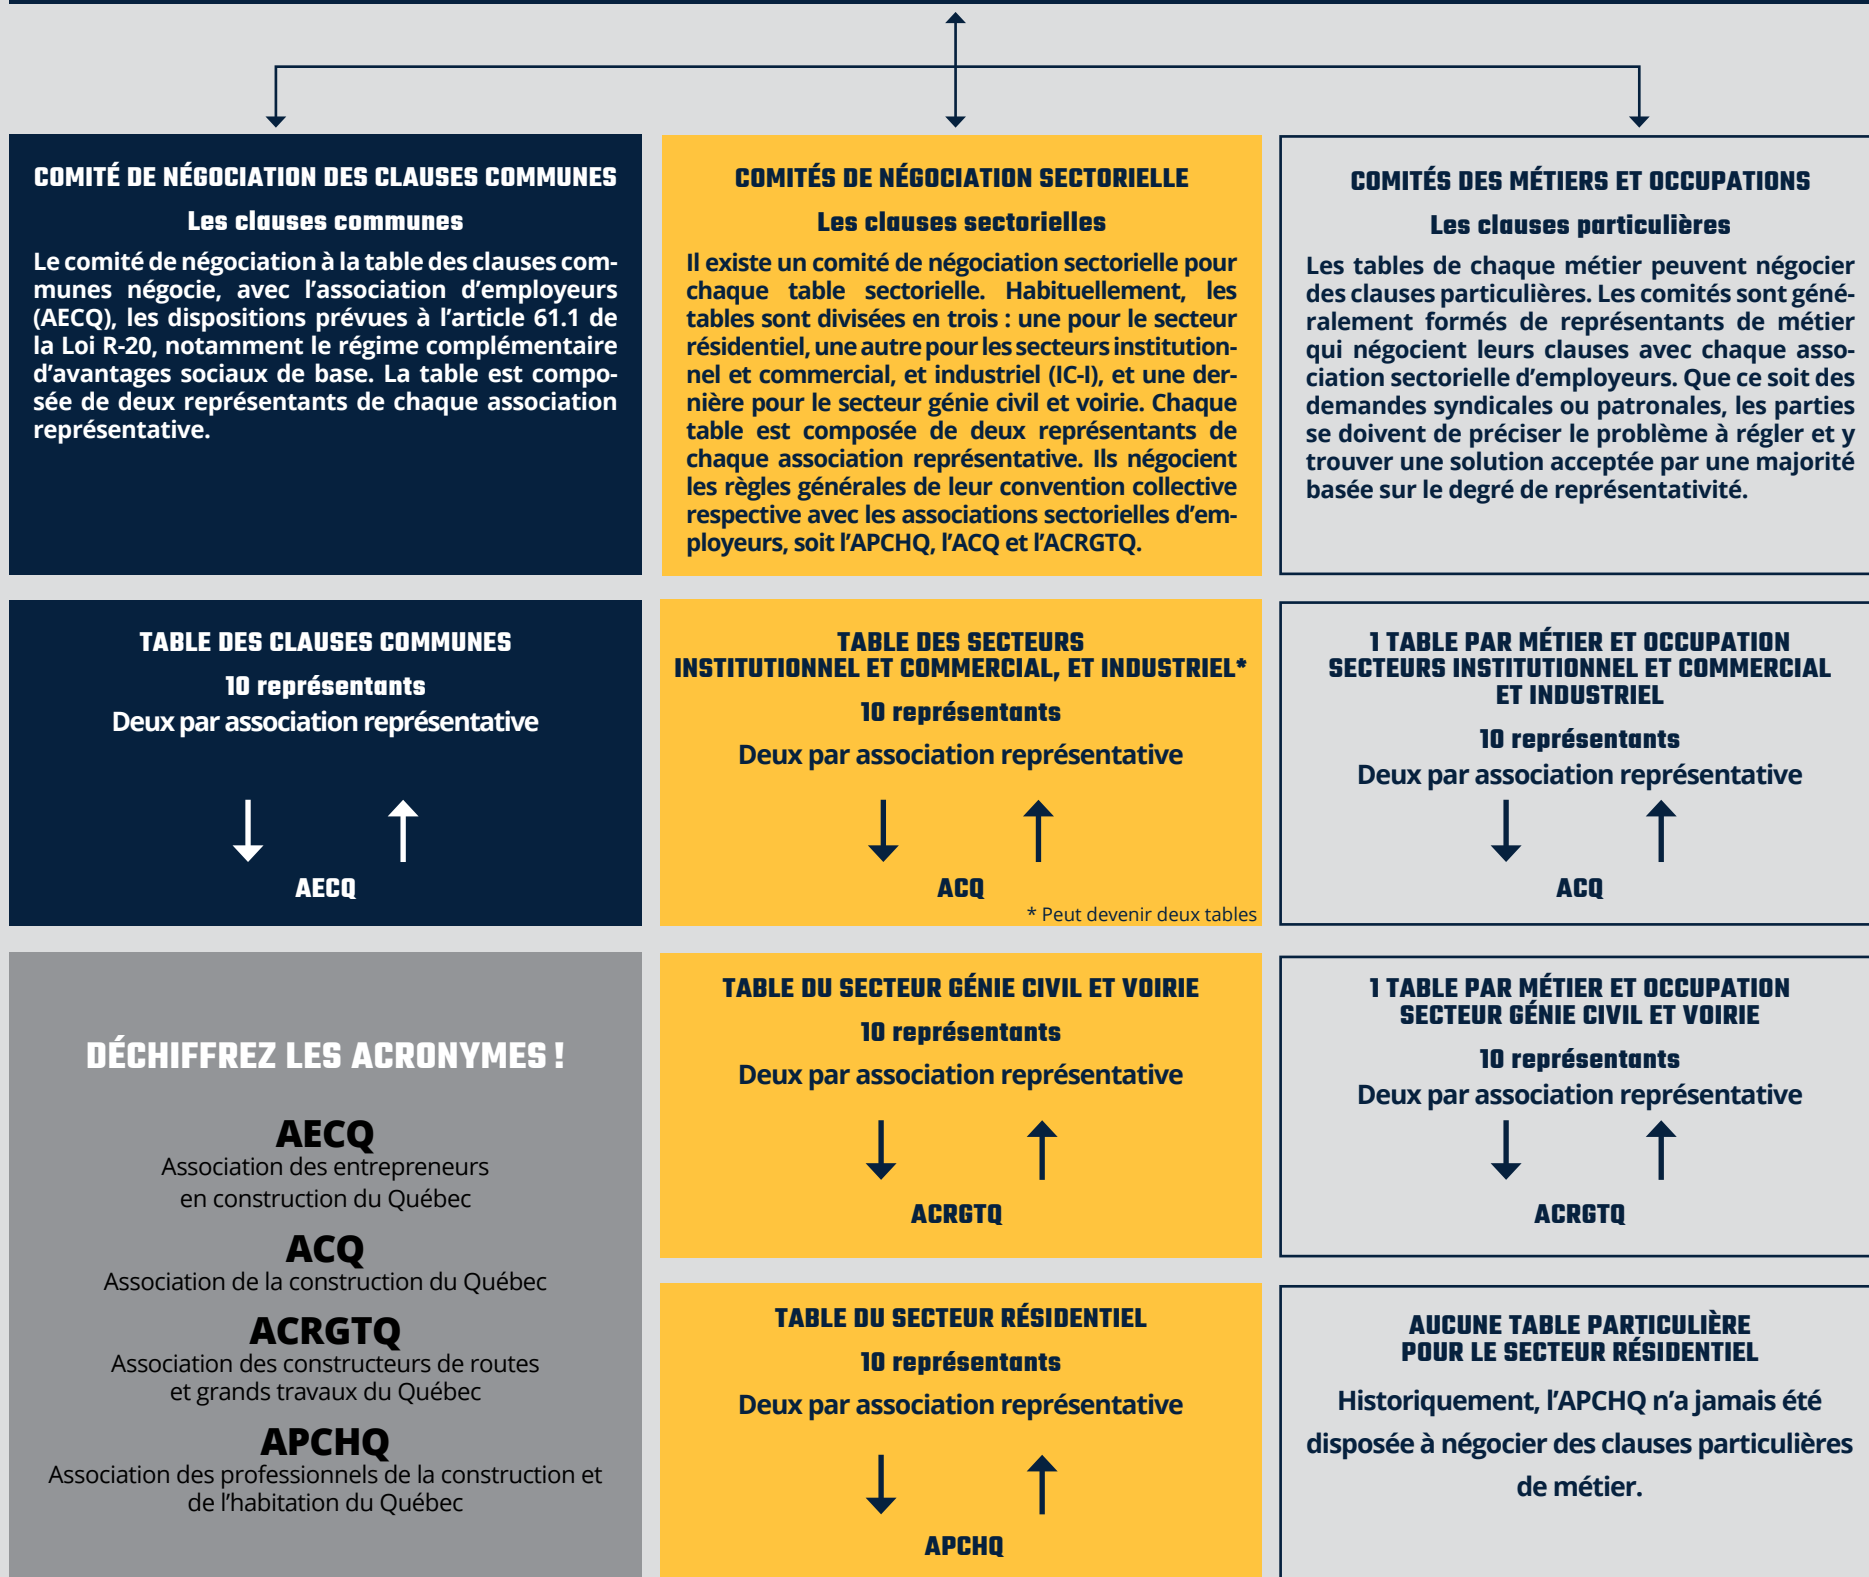 COMITÉ DE NÉGOCIATION DES CLAUSES COMMUNES
Les clauses communes
Le comité de négociation à la table des clauses com-
munes négocie, avec l'association d'employeurs
(AECQ), les dispositions prévues à l'article 61.1 de
la Loi R-20, notamment le régime complémentaire
d'avantages sociaux de base. La table est compo-
sée de deux représentants de chaque association
représentative.
COMITÉS DE NÉGOCIATION SECTORIELLE
Les clauses sectorielles
Il existe un comité de négociation sectorielle pour
chaque table sectorielle. Habituellement, les
tables sont divisées en trois : une pour le secteur
résidentiel, une autre pour les secteurs institution-
nel et commercial, et industriel (IC-I), et une der-
nière pour le secteur génie civil et voirie. Chaque
table est composée de deux représentants de
chaque association représentative. Ils négocient
les règles générales de leur convention collective
respective avec les associations sectorielles d'em-
ployeurs, soit l'APCHQ, l'ACQ et l'ACRGTQ.
COMITÉS DES MÉTIERS ET OCCUPATIONS
Les clauses particulières
Les tables de chaque métier peuvent négocier
des clauses particulières. Les comités sont géné-
ralement formés de représentants de métier
qui négocient leurs clauses avec chaque asso-
ciation sectorielle d'employeurs. Que ce soit des
demandes syndicales ou patronales, les parties
se doivent de préciser le problème à régler et y
trouver une solution acceptée par une majorité
basée sur le degré de représentativité.
TABLE DES CLAUSES COMMUNES
10 représentants
Deux par association représentative
AECQ
TABLE DES SECTEURS
INSTITUTIONNEL ET COMMERCIAL, ET INDUSTRIEL*
10 représentants
Deux par association représentative
ACQ
* Peut devenir deux tables
1 TABLE PAR MÉTIER ET OCCUPATION
SECTEURS INSTITUTIONNEL ET COMMERCIAL
ET INDUSTRIEL
10 représentants
Deux par association représentative
ACQ
DÉCHIFFREZ LES ACRONYMES !
AECQ
Association des entrepreneurs
en construction du Québec
ACQ
Association de la construction du Québec
ACRGTQ
Association des constructeurs de routes
et grands travaux du Québec
APCHQ
Association des professionnels de la construction et
de l'habitation du Québec
TABLE DU SECTEUR GÉNIE CIVIL ET VOIRIE
10 représentants
Deux par association représentative
ACRGTQ
1 TABLE PAR MÉTIER ET OCCUPATION
SECTEUR GÉNIE CIVIL ET VOIRIE
10 représentants
Deux par association représentative
ACRGTQ
TABLE DU SECTEUR RÉSIDENTIEL
10 représentants
Deux par association représentative
APCHQ
AUCUNE TABLE PARTICULIÈRE
POUR LE SECTEUR RÉSIDENTIEL
Historiquement, l'APCHQ n'a jamais été
disposée à négocier des clauses particulières
de métier.